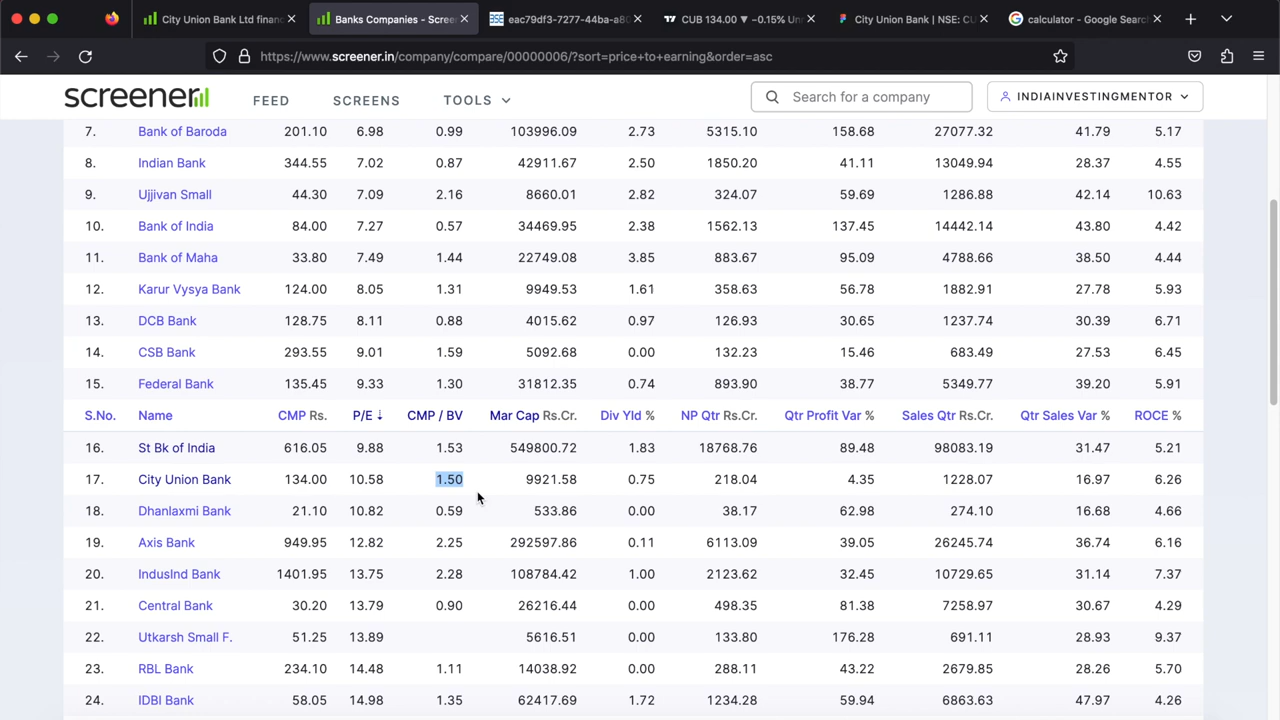 City Union Bank Ltd financ
Banks Companies - Scree
eac79df3-7277-44ba-a80
CUB 134.00 ▼ −0.15% Un
City Union Bank | NSE: CU
calculator - Google Searc
https://www.screener.in/company/compare/00000006/?sort=price+to+earning&order=asc
screener
FEED
SCREENS
TOOLS
Search for a company
INDIAINVESTINGMENTOR
7. Bank of Baroda 201.10 6.98 0.99 103996.09 2.73 5315.10 158.68 27077.32 41.79 5.17
8. Indian Bank 344.55 7.02 0.87 42911.67 2.50 1850.20 41.11 13049.94 28.37 4.55
9. Ujjivan Small 44.30 7.09 2.16 8660.01 2.82 324.07 59.69 1286.88 42.14 10.63
10. Bank of India 84.00 7.27 0.57 34469.95 2.38 1562.13 137.45 14442.14 43.80 4.42
11. Bank of Maha 33.80 7.49 1.44 22749.08 3.85 883.67 95.09 4788.66 38.50 4.44
12. Karur Vysya Bank 124.00 8.05 1.31 9949.53 1.61 358.63 56.78 1882.91 27.78 5.93
13. DCB Bank 128.75 8.11 0.88 4015.62 0.97 126.93 30.65 1237.74 30.39 6.71
14. CSB Bank 293.55 9.01 1.59 5092.68 0.00 132.23 15.46 683.49 27.53 6.45
15. Federal Bank 135.45 9.33 1.30 31812.35 0.74 893.90 38.77 5349.77 39.20 5.91
S.No. Name CMP Rs. P/E ↓ CMP / BV Mar Cap Rs.Cr. Div Yld % NP Qtr Rs.Cr. Qtr Profit Var % Sales Qtr Rs.Cr. Qtr Sales Var % ROCE %
16. St Bk of India 616.05 9.88 1.53 549800.72 1.83 18768.76 89.48 98083.19 31.47 5.21
17. City Union Bank 134.00 10.58 1.50 9921.58 0.75 218.04 4.35 1228.07 16.97 6.26
18. Dhanlaxmi Bank 21.10 10.82 0.59 533.86 0.00 38.17 62.98 274.10 16.68 4.66
19. Axis Bank 949.95 12.82 2.25 292597.86 0.11 6113.09 39.05 26245.74 36.74 6.16
20. IndusInd Bank 1401.95 13.75 2.28 108784.42 1.00 2123.62 32.45 10729.65 31.14 7.37
21. Central Bank 30.20 13.79 0.90 26216.44 0.00 498.35 81.38 7258.97 30.67 4.29
22. Utkarsh Small F. 51.25 13.89 5616.51 0.00 133.80 176.28 691.11 28.93 9.37
23. RBL Bank 234.10 14.48 1.11 14038.92 0.00 288.11 43.22 2679.85 28.26 5.70
24. IDBI Bank 58.05 14.98 1.35 62417.69 1.72 1234.28 59.94 6863.63 47.97 4.26